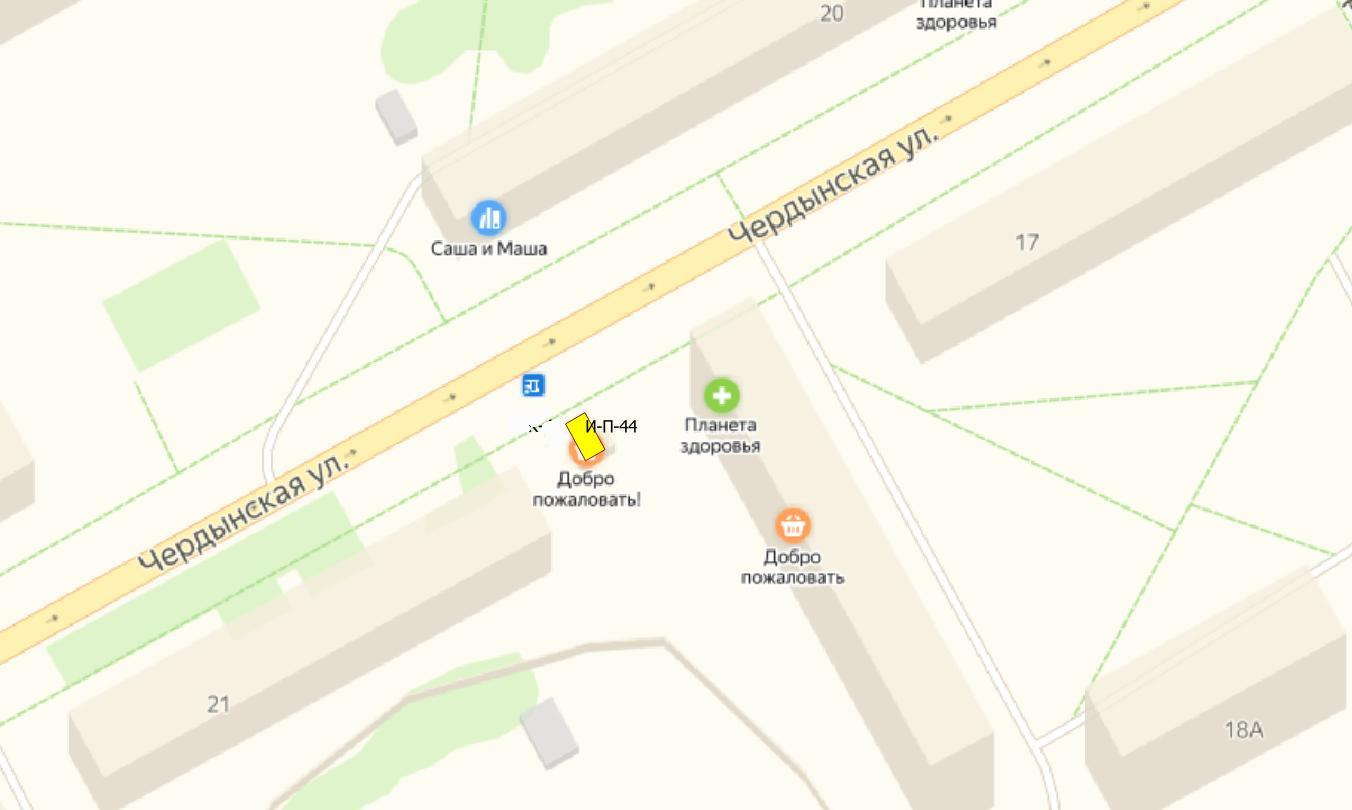 20
Планета
здоровья
Чердынская ул.
17
Саша и Маша
И-П-44
Планета
здоровья
Добро
пожаловать!
Чердынская ул.
Добро
пожаловать
21
18А